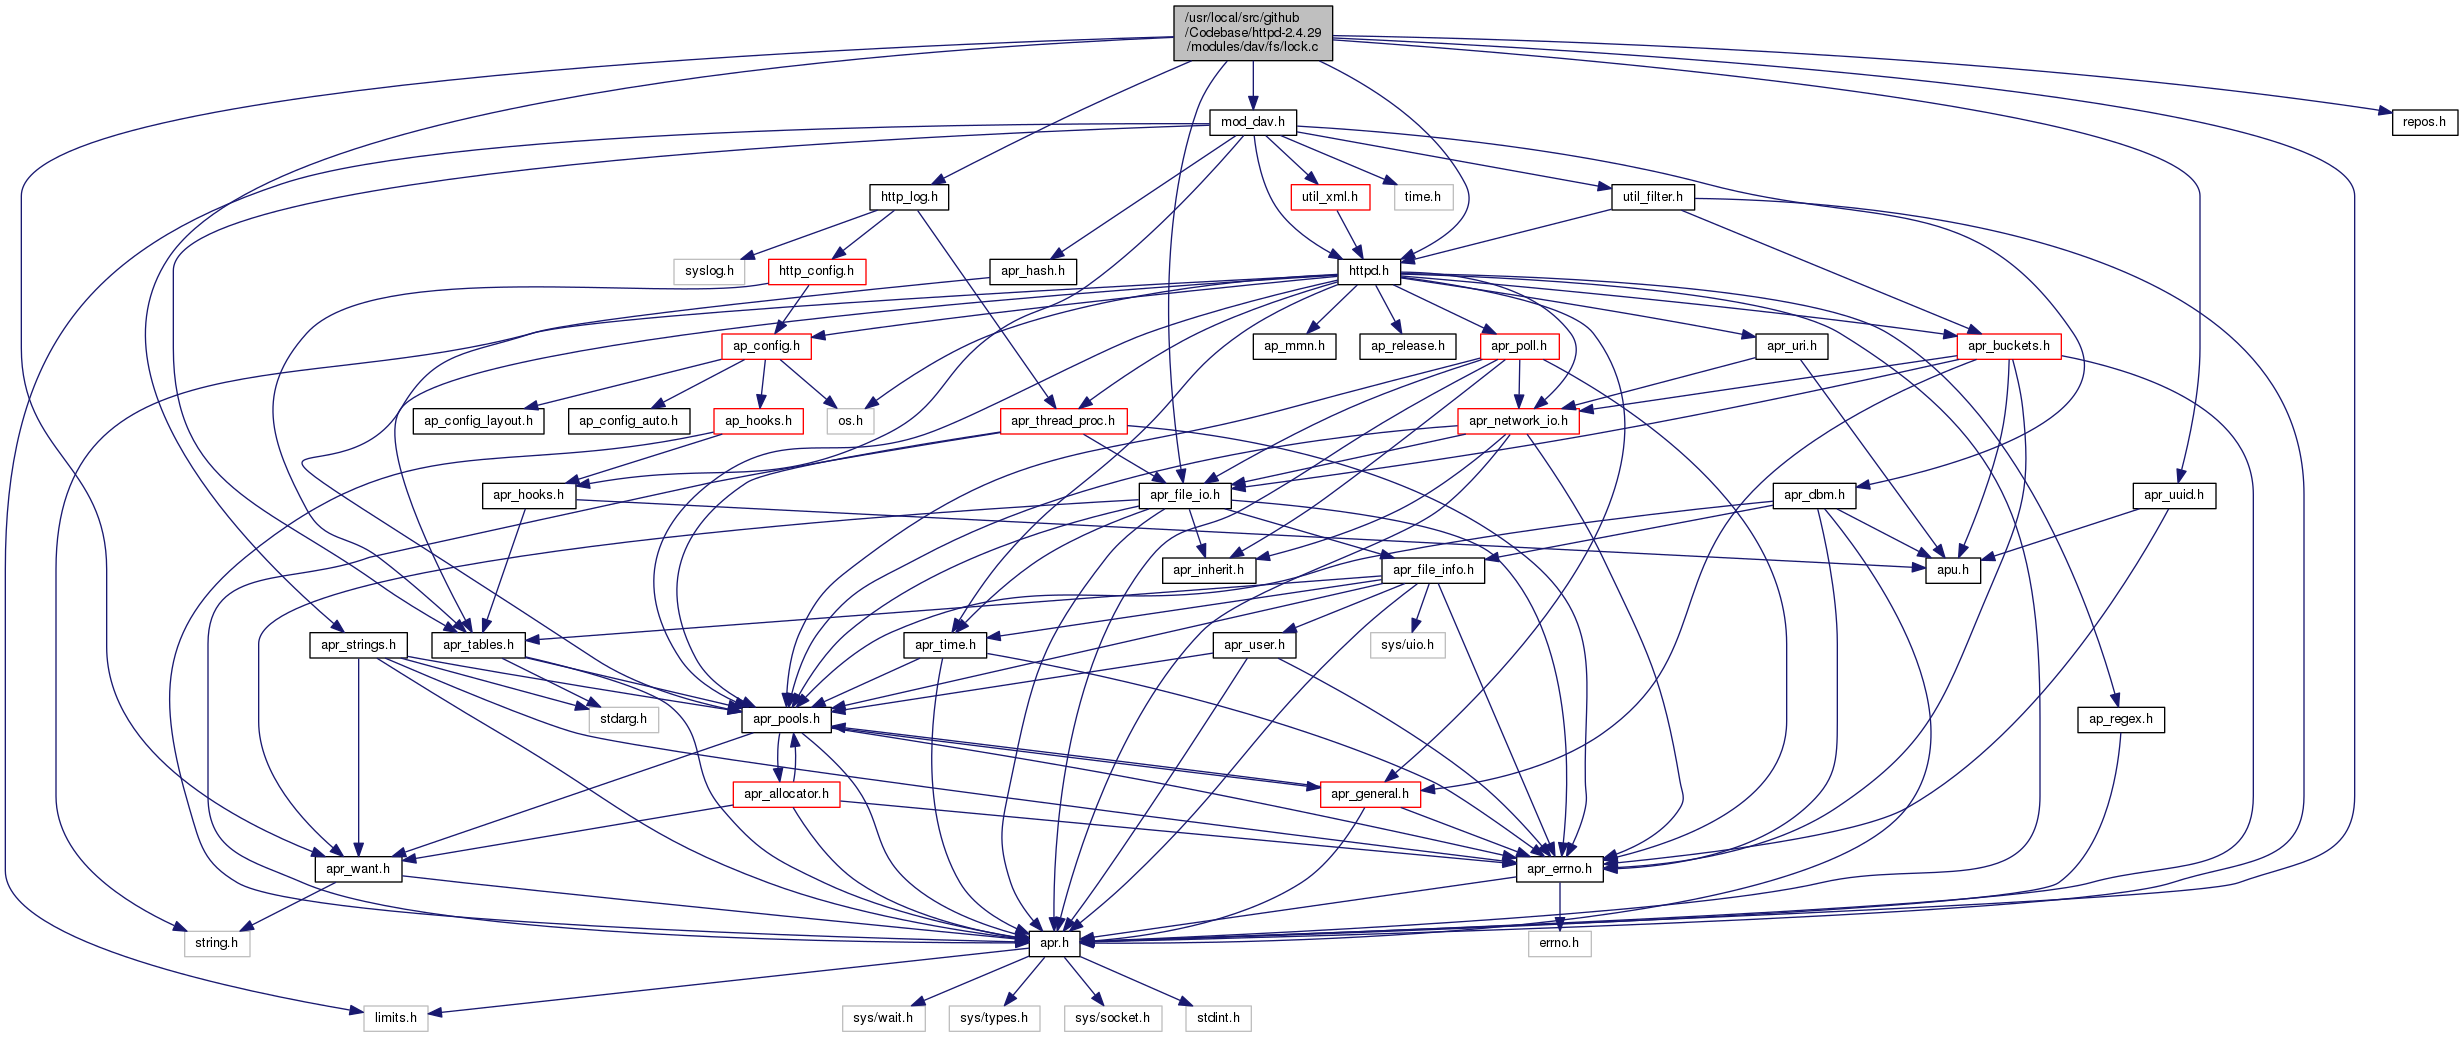 /usr/local/src/github
/Codebase/httpd-2.4.29
/modules/dav/fs/lock.c
mod_dav.h
repos.h
http_log.h
util_xml.h
time.h
util_filter.h
syslog.h
http_config.h
apr_hash.h
httpd.h
ap_config.h
ap_mmn.h
ap_release.h
ap_poll.h
apr_uri.h
apr_buckets.h
ap_config_layout.h
ap_config_auto.h
ap_hooks.h
os.h
apr_thread_proc.h
apr_network_io.h
apr_hooks.h
apr_file_io.h
apr_dbm.h
apr_uuid.h
apr_inherit.h
apr_file_info.h
apu.h
apr_strings.h
apr_tables.h
apr_time.h
apr_user.h
sys/uio.h
stdarg.h
apr_pools.h
ap_regex.h
apr_allocator.h
apr_general.h
apr_want.h
apr_errno.h
string.h
apr.h
errno.h
limits.h
sys/wait.h
sys/types.h
sys/socket.h
stdint.h